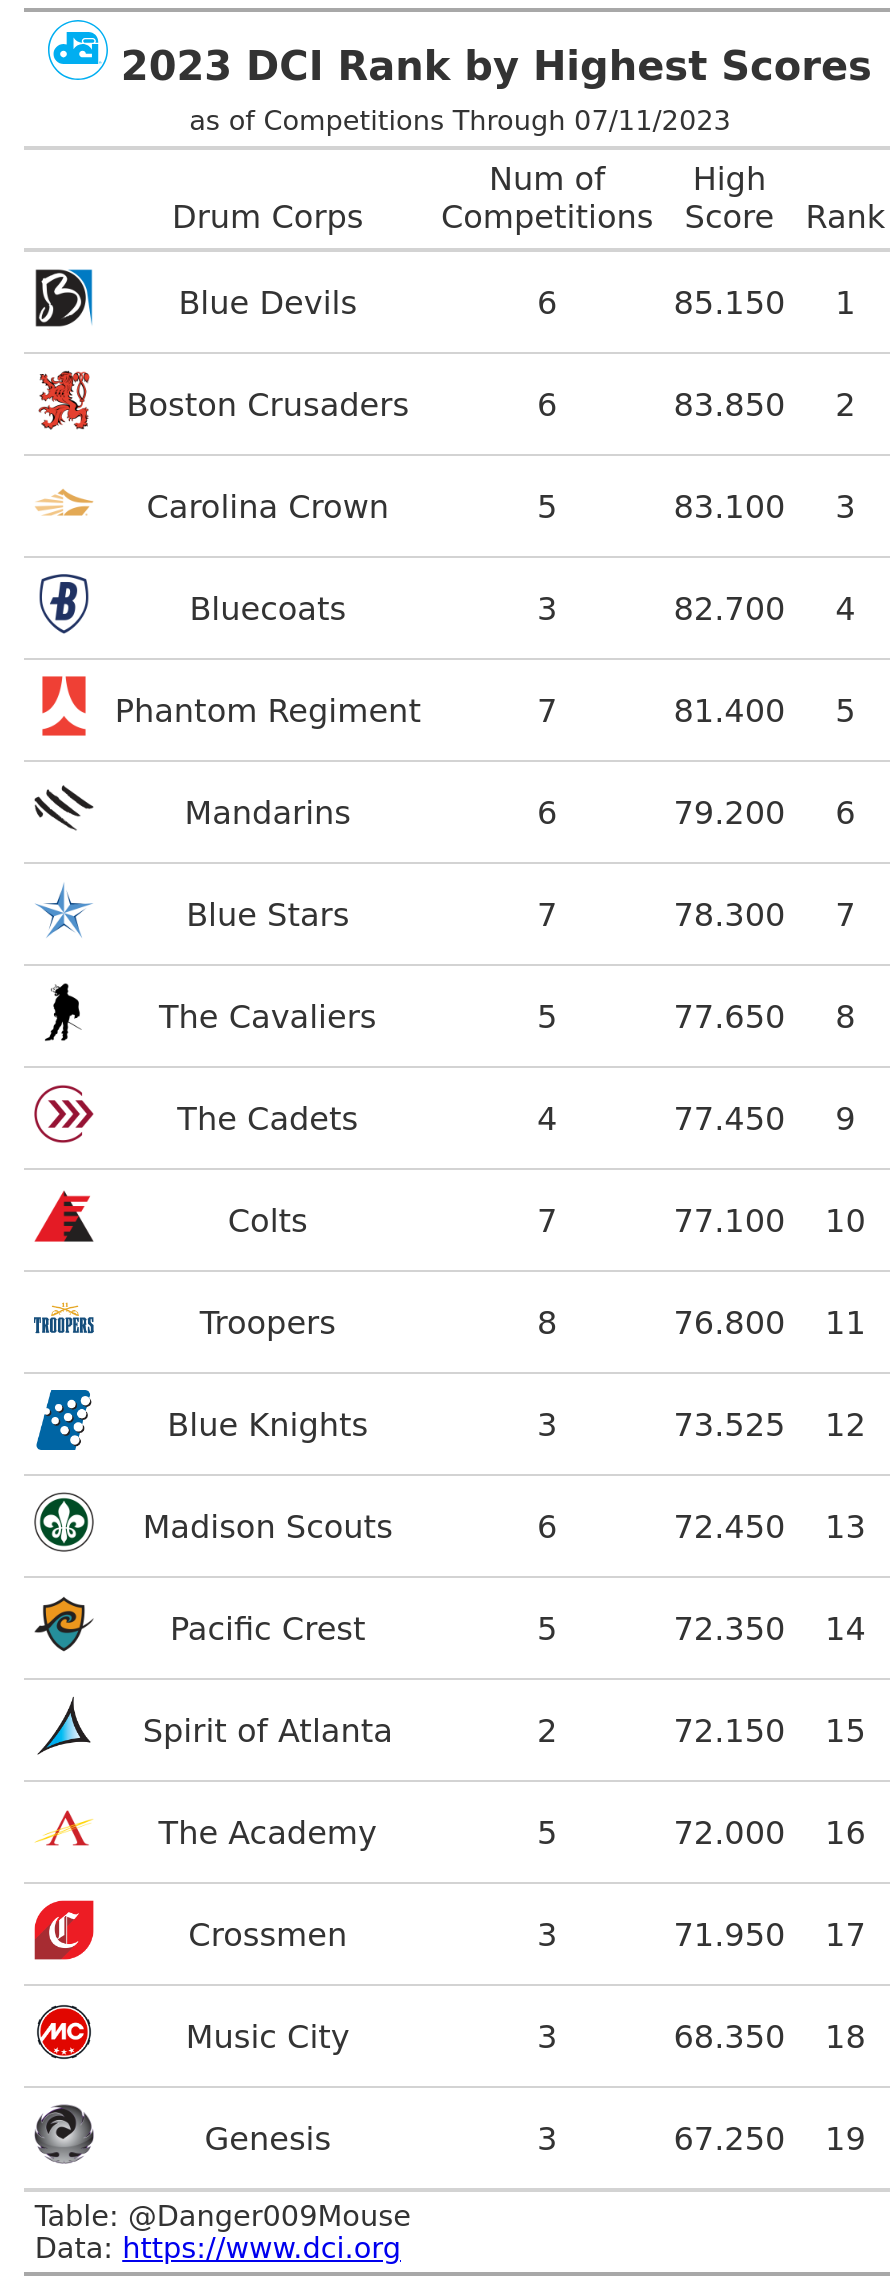 dci 2023 DCI Rank by Highest Scores
as of Competitions Through 07/11/2023
Num of High
Drum Corps Competitions Score Rank
B Blue Devils 6 85.150 1
Boston Crusaders 6 83.850 2
Carolina Crown 5 83.100 3
B Bluecoats 3 82.700 4
Phantom Regiment 7 81.400 5
Mandarins 6 79.200 6
Blue Stars 7 78.300 7
The Cavaliers 5 77.650 8
The Cadets 4 77.450 9
Colts 7 77.100 10
TROOPERS Troopers 8 76.800 11
Blue Knights 3 73.525 12
Madison Scouts 6 72.450 13
Pacific Crest 5 72.350 14
Spirit of Atlanta 2 72.150 15
A The Academy 5 72.000 16
C Crossmen 3 71.950 17
MC Music City 3 68.350 18
Genesis 3 67.250 19
Table: @Danger009Mouse
Data: https://www.dci.org